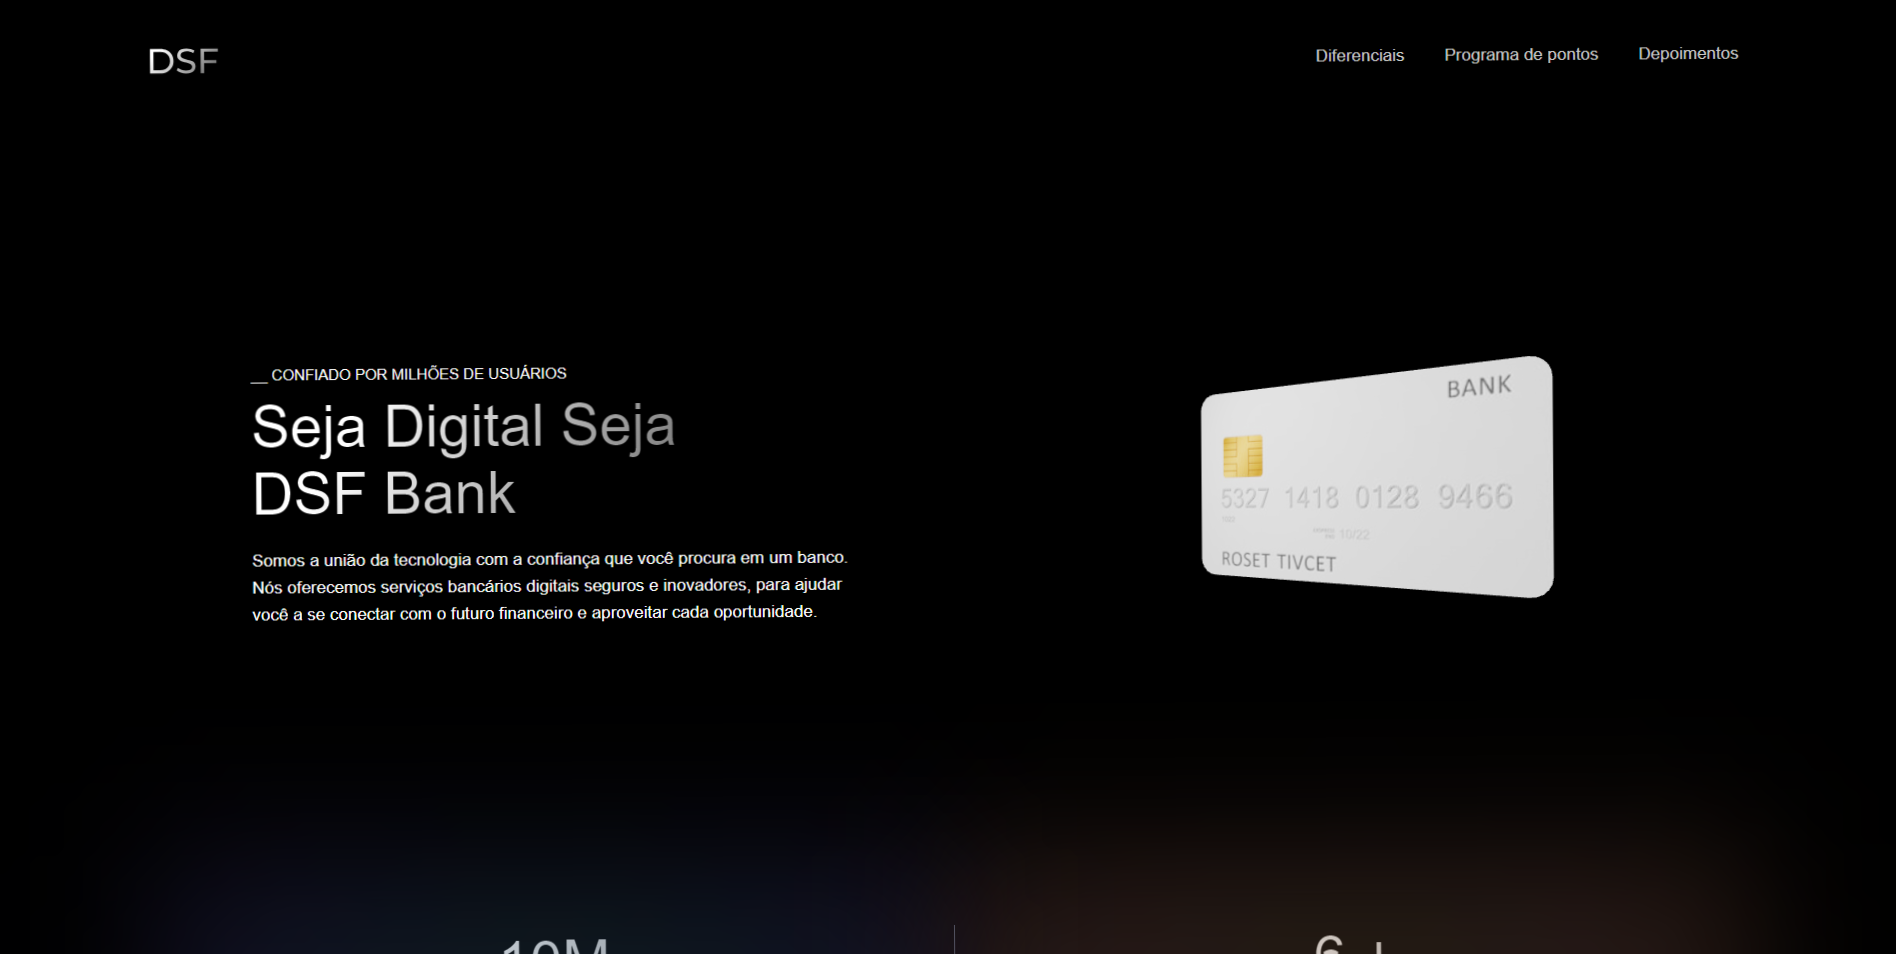 DSF
Diferenciais
Programa de pontos
Depoimentos
__ CONFIADO POR MILHÕES DE USUÁRIOS
Seja Digital Seja
DSF Bank
Somos a união da tecnologia com a confiança que você procura em um banco.
Nós oferecemos serviços bancários digitais seguros e inovadores, para ajudar
você a se conectar com o futuro financeiro e aproveitar cada oportunidade.
BANK
5327 1418 0128 9466
10/22
ROSET TIVCET
10M
6 +